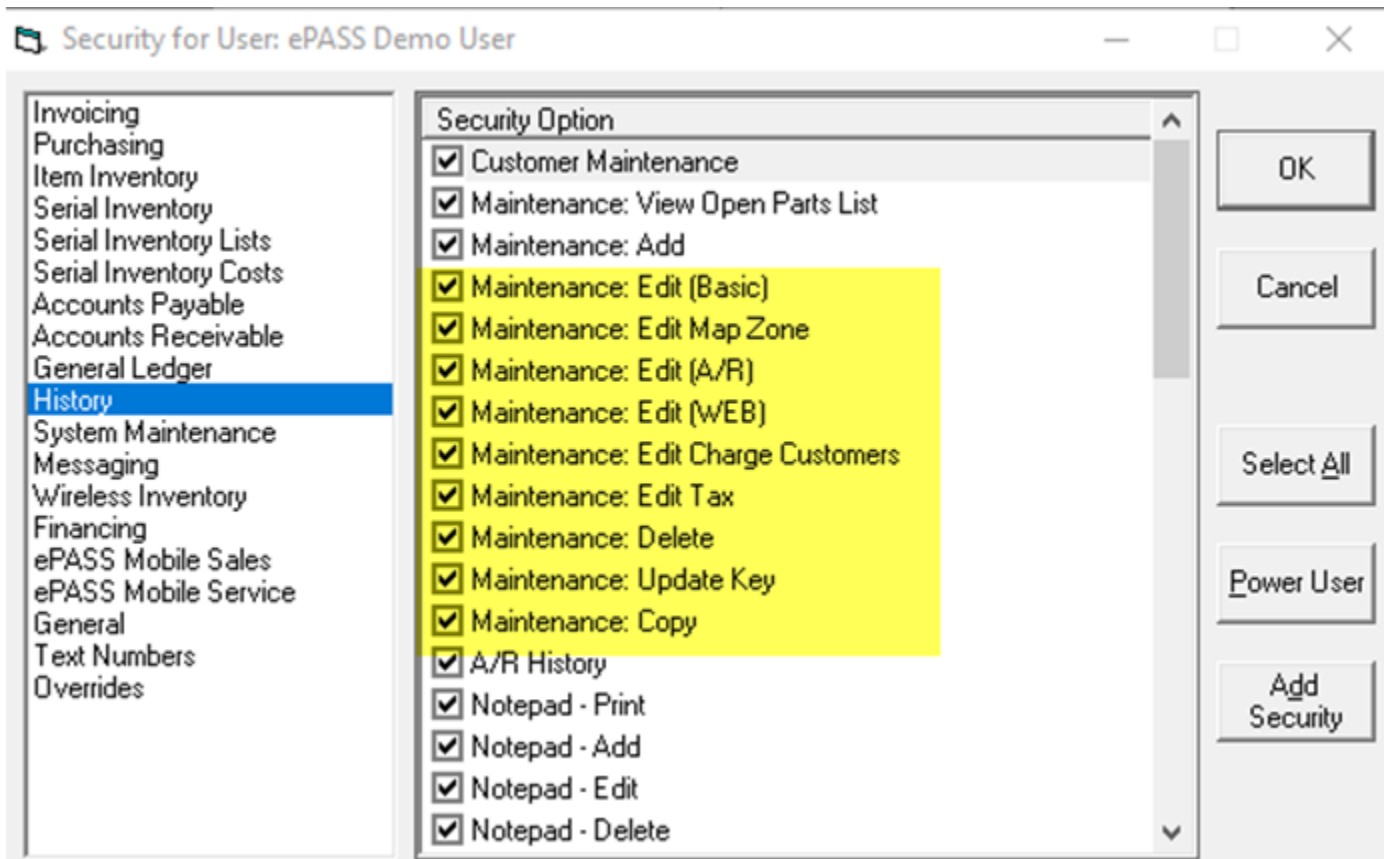 Security for User: ePASS Demo User
Invoicing
Purchasing
Item Inventory
Serial Inventory
Serial Inventory Lists
Serial Inventory Costs
Accounts Payable
Accounts Receivable
General Ledger
History
System Maintenance
Messaging
Wireless Inventory
Financing
ePASS Mobile Sales
ePASS Mobile Service
General
Text Numbers
Overrides
Security Option
Customer Maintenance
Maintenance: View Open Parts List
Maintenance: Add
Maintenance: Edit (Basic)
Maintenance: Edit Map Zone
Maintenance: Edit (A/R)
Maintenance: Edit (WEB)
Maintenance: Edit Charge Customers
Maintenance: Edit Tax
Maintenance: Delete
Maintenance: Update Key
Maintenance: Copy
A/R History
Notepad - Print
Notepad - Add
Notepad - Edit
Notepad - Delete
OK
Cancel
Select All
Power User
Add
Security